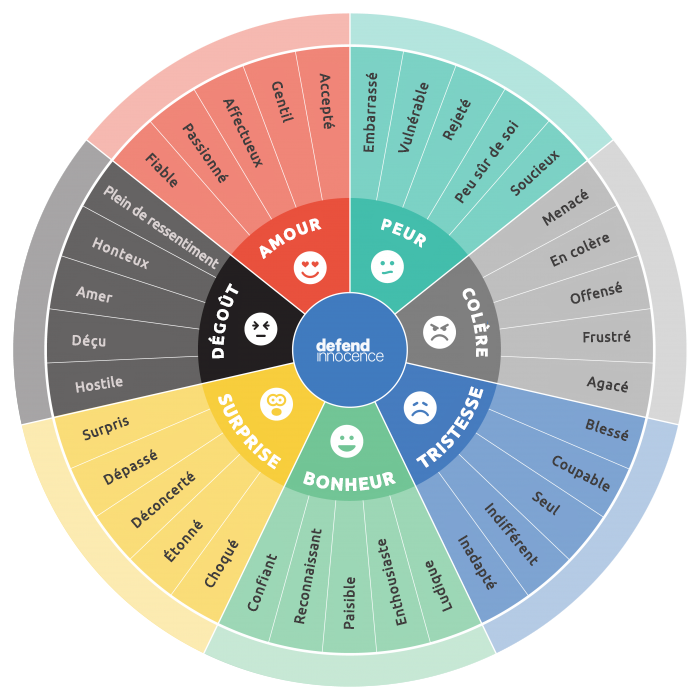 defend
innocence
PEUR
Embarrassé
Vulnérable
Rejeté
Peu sûr de soi
Soucieux
COLÈRE
Menacé
En colère
Offensé
Frustré
Agacé
TRISTESSE
Blessé
Coupable
Seul
Indifférent
Inadapté
BONHEUR
Ludique
Enthousiaste
Paisible
Reconnaissant
Confiant
SURPRISE
Choqué
Étonné
Déconcerté
Dépassé
Surpris
DÉGOÛT
Hostile
Déçu
Amer
Honteux
Plein de ressentiment
AMOUR
Fiable
Passionné
Affectueux
Gentil
Accepté